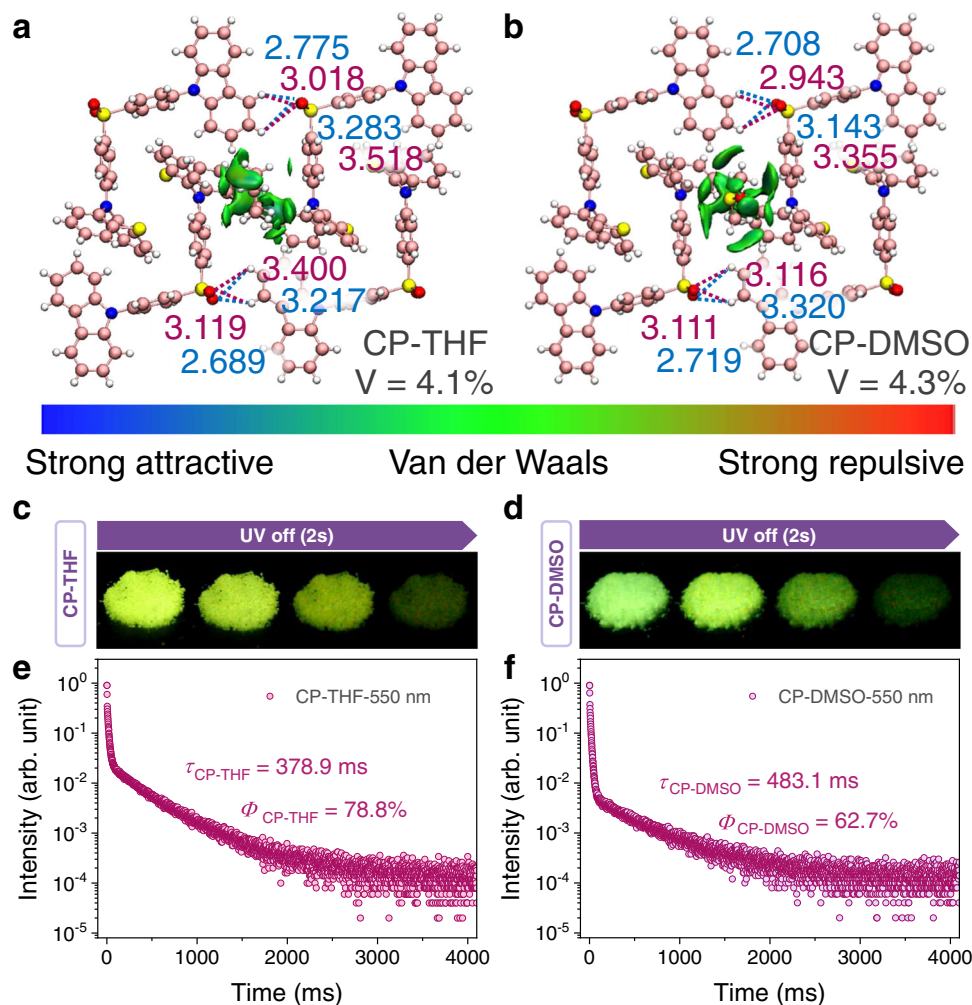 a
2.775
3.018
3.283
3.518
3.400
3.217
3.119
2.689
CP-THF
V = 4.1%
b
2.708
2.943
3.143
3.355
3.116
3.320
3.111
2.719
CP-DMSO
V = 4.3%
Strong attractive Van der Waals Strong repulsive
c
UV off (2s)
CP-THF
d
UV off (2s)
CP-DMSO
e
CP-THF-550 nm
τCP-THF = 378.9 ms
ΦCP-THF = 78.8%
Intensity (arb. unit)
10⁰
10⁻¹
10⁻²
10⁻³
10⁻⁴
10⁻⁵
0 1000 2000 3000 4000
Time (ms)
f
CP-DMSO-550 nm
τCP-DMSO = 483.1 ms
ΦCP-DMSO = 62.7%
Intensity (arb. unit)
10⁰
10⁻¹
10⁻²
10⁻³
10⁻⁴
10⁻⁵
0 1000 2000 3000 4000
Time (ms)